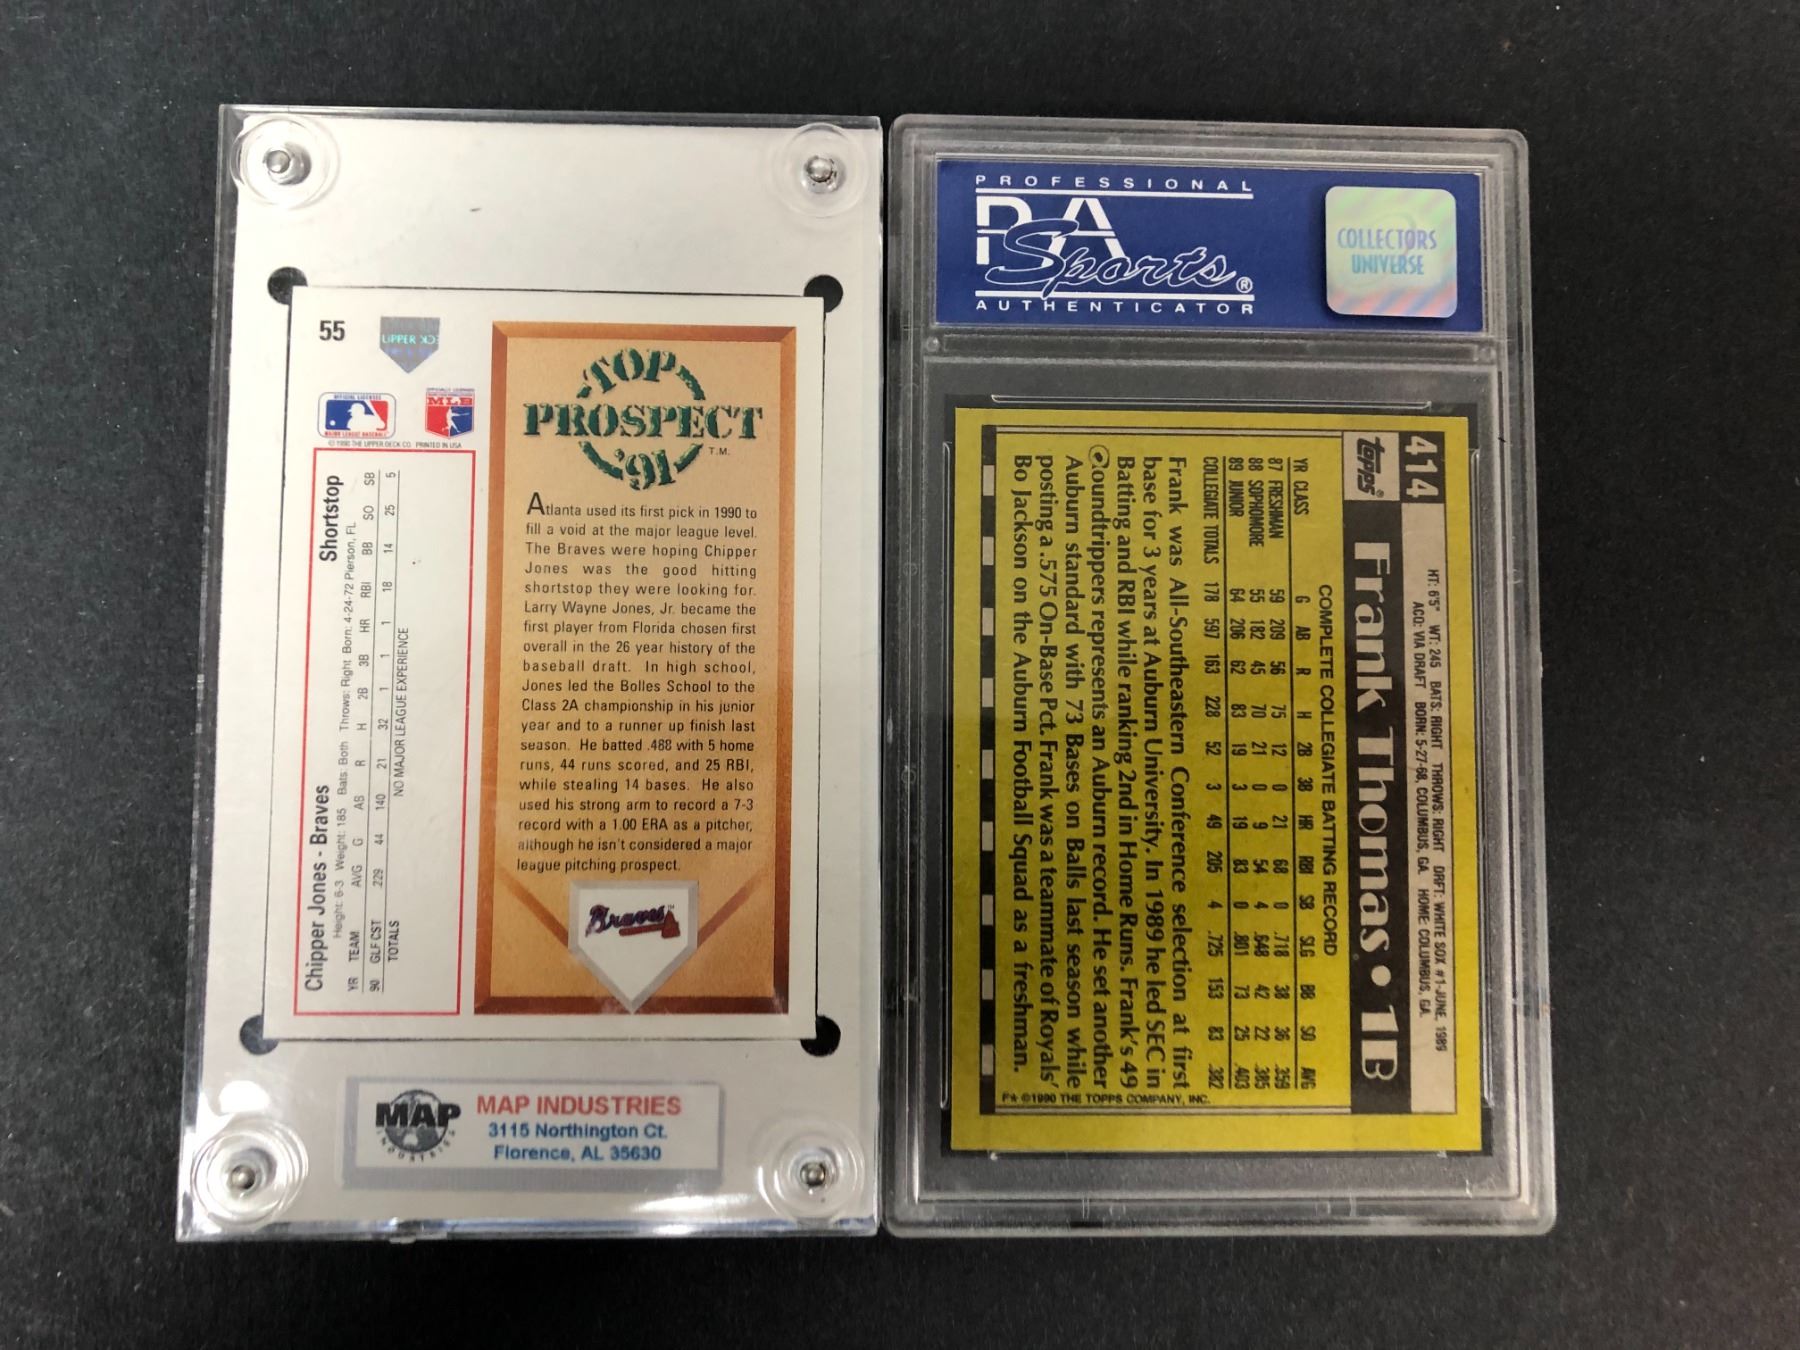 55
UPPER DECK
OFFICIAL LICENSEE
MAJOR LEAGUE BASEBALL
MLB
© 1990 THE UPPER DECK CO. PRINTED IN USA
Chipper Jones - Braves Shortstop
Height: 6-3 Weight: 185 Bats: Both Throws: Right Born: 4-24-72 Pierson, FL
YR TEAM AVG G AB R H 2B 3B HR RBI BB SO SB
90 GLF CST .229 44 140 21 32 1 1 1 18 14 25 5
NO MAJOR LEAGUE EXPERIENCE
TOTALS
TOP
PROSPECT
'91
T.M.
Atlanta used its first pick in 1990 to
fill a void at the major league level.
The Braves were hoping Chipper
Jones was the good hitting
shortstop they were looking for.
Larry Wayne Jones, Jr. became the
first player from Florida chosen first
overall in the 26 year history of the
baseball draft. In high school,
Jones led the Bolles School to the
Class 2A championship in his junior
year and to a runner up finish last
season. He batted .488 with 5 home
runs, 44 runs scored, and 25 RBI,
while stealing 14 bases. He also
used his strong arm to record a 7-3
record with a 1.00 ERA as a pitcher,
although he isn't considered a major
league pitching prospect.
Braves
MAP
INDUSTRIES
MAP INDUSTRIES
3115 Northington Ct.
Florence, AL 35630
PROFESSIONAL
PSA
Sports®
AUTHENTICATOR
COLLECTORS
UNIVERSE
414
topps®
HT: 6'5" WT: 245 BATS: RIGHT THROWS: RIGHT DRFT: WHITE SOX #1-JUNE, 1989
ACQ: VIA DRAFT BORN: 5-27-68, COLUMBUS, GA. HOME: COLUMBUS, GA.
Frank Thomas • 1B
COMPLETE COLLEGIATE BATTING RECORD
YR CLASS G AB R H 2B 3B HR RBI SB SLG BB SO AVG
87 FRESHMAN 59 209 56 75 12 0 21 68 0 .718 38 36 .359
88 SOPHOMORE 55 182 45 70 21 0 9 54 4 .648 42 22 .385
89 JUNIOR 64 206 62 83 19 3 19 83 0 .801 73 25 .403
COLLEGIATE TOTALS 178 597 163 228 52 3 49 205 4 .725 153 83 .382
Frank was All-Southeastern Conference selection at first
base for 3 years at Auburn University. In 1989 he led SEC in
Batting and RBI while ranking 2nd in Home Runs. Frank's 49
roundtrippers represents an Auburn record. He set another
Auburn standard with 73 Bases on Balls last season while
posting a .575 On-Base Pct. Frank was a teammate of Royals'
Bo Jackson on the Auburn Football Squad as a freshman.
F★ ©1990 THE TOPPS COMPANY, INC.